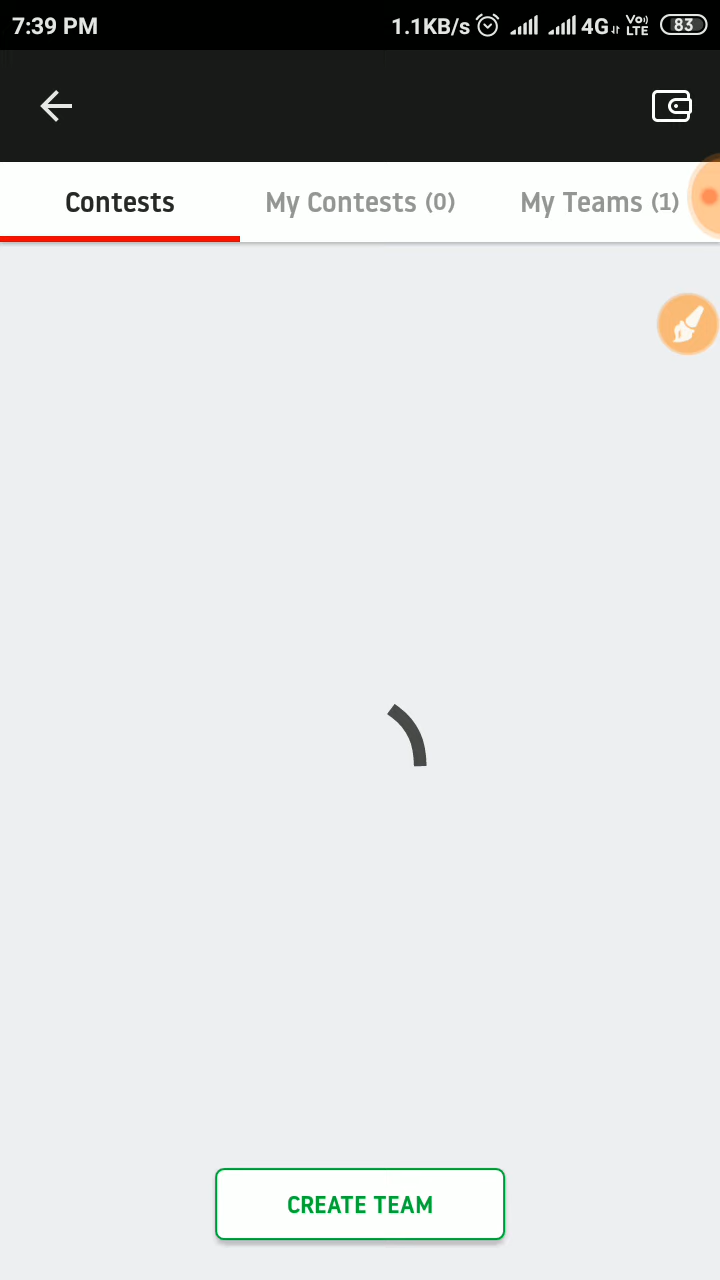 7:39 PM 1.1KB/s 4G Vo) LTE 83
Contests My Contests (0) My Teams (1)
CREATE TEAM